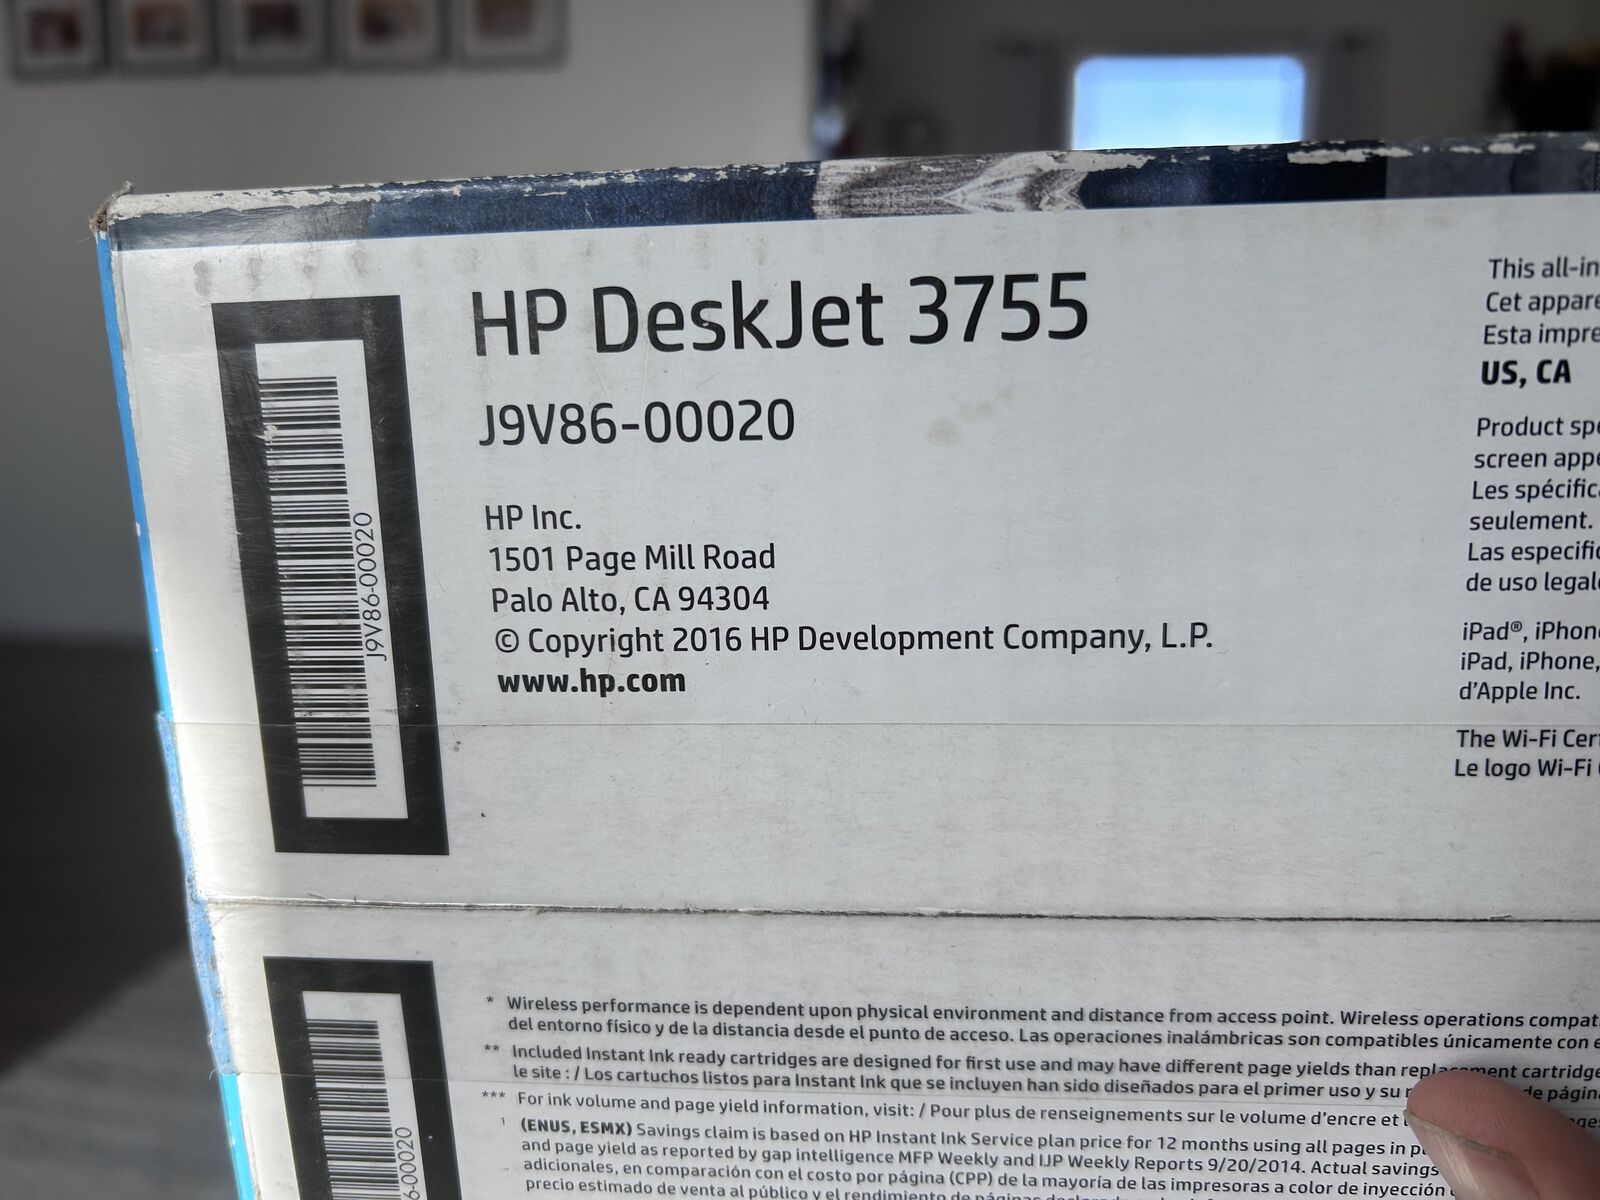 HP DeskJet 3755
J9V86-00020
J9V86-00020
HP Inc.
1501 Page Mill Road
Palo Alto, CA 94304
© Copyright 2016 HP Development Company, L.P.
www.hp.com
This all-in
Cet appare
Esta impre
US, CA
Product spe
screen appe
Les spécific
seulement.
Las especific
de uso legal
iPad®, iPhon
iPad, iPhone,
d'Apple Inc.
The Wi-Fi Cer
Le logo Wi-Fi
6-00020
* Wireless performance is dependent upon physical environment and distance from access point. Wireless operations compat
del entorno físico y de la distancia desde el punto de acceso. Las operaciones inalámbricas son compatibles únicamente con e
** Included Instant Ink ready cartridges are designed for first use and may have different page yields than replacement cartridge
le site : / Los cartuchos listos para Instant Ink que se incluyen han sido diseñados para el primer uso y su de págin
*** For ink volume and page yield information, visit: / Pour plus de renseignements sur le volume d'encre et
1 (ENUS, ESMX) Savings claim is based on HP Instant Ink Service plan price for 12 months using all pages in
and page yield as reported by gap intelligence MFP Weekly and IJP Weekly Reports 9/20/2014. Actual savings
adicionales, en comparación con el costo por página (CPP) de la mayoría de las impresoras a color de inyección
precio estimado de venta al público y el rendimiento de páginas